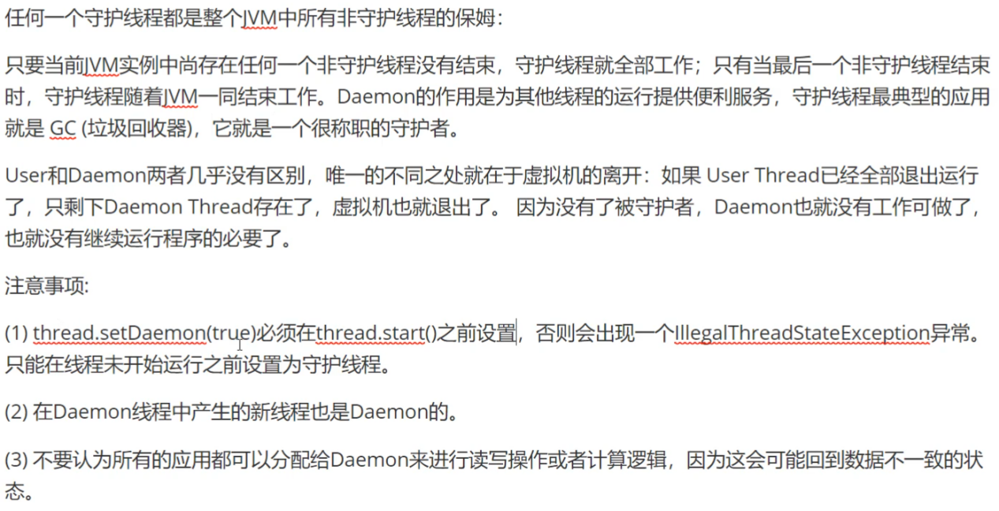 任何一个守护线程都是整个JVM中所有非守护线程的保姆：
只要当前JVM实例中尚存在任何一个非守护线程没有结束，守护线程就全部工作；只有当最后一个非守护线程结束
时，守护线程随着JVM一同结束工作。Daemon的作用是为其他线程的运行提供便利服务，守护线程最典型的应用
就是 GC (垃圾回收器)，它就是一个很称职的守护者。
User和Daemon两者几乎没有区别，唯一的不同之处就在于虚拟机的离开：如果 User Thread已经全部退出运行
了，只剩下Daemon Thread存在了，虚拟机也就退出了。 因为没有了被守护者，Daemon也就没有工作可做了，
也就没有继续运行程序的必要了。
注意事项:
(1) thread.setDaemon(true)必须在thread.start()之前设置，否则会出现一个IllegalThreadStateException异常。
只能在线程未开始运行之前设置为守护线程。
(2) 在Daemon线程中产生的新线程也是Daemon的。
(3) 不要认为所有的应用都可以分配给Daemon来进行读写操作或者计算逻辑，因为这会可能回到数据不一致的状
态。